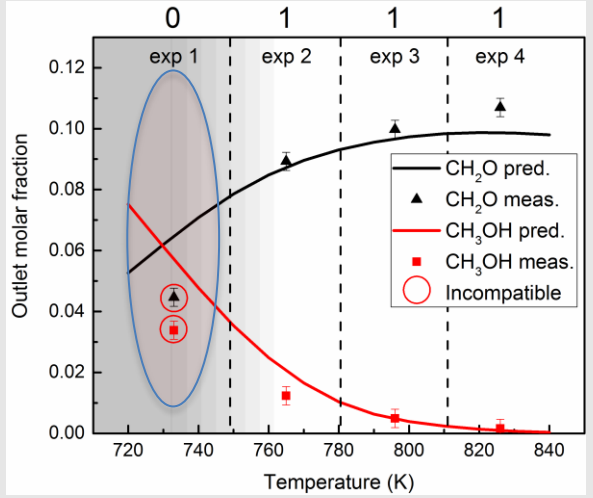 0 1 1 1
exp 1 exp 2 exp 3 exp 4
0.12
0.10
0.08
0.06
0.04
0.02
0.00
Outlet molar fraction
CH₂O pred.
CH₂O meas.
CH₃OH pred.
CH₃OH meas.
Incompatible
720 740 760 780 800 820 840
Temperature (K)